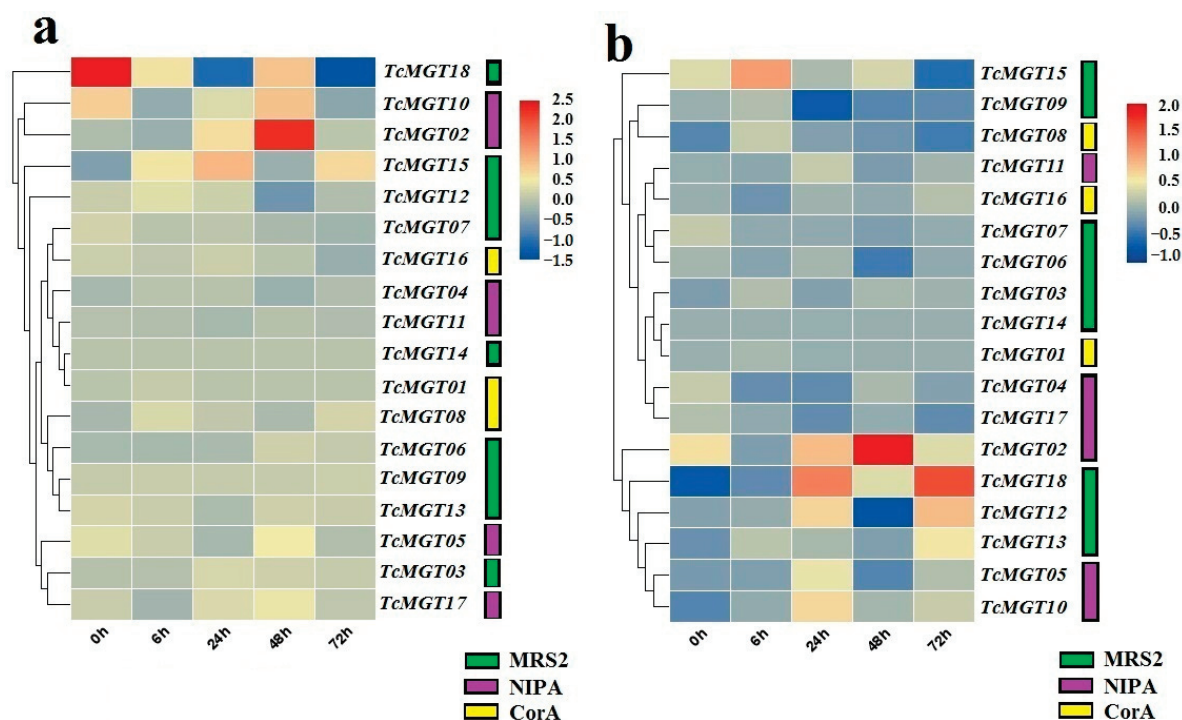 a
TcMGT18
TcMGT10
TcMGT02
TcMGT15
TcMGT12
TcMGT07
TcMGT16
TcMGT04
TcMGT11
TcMGT14
TcMGT01
TcMGT08
TcMGT06
TcMGT09
TcMGT13
TcMGT05
TcMGT03
TcMGT17
0h 6h 24h 48h 72h
2.5
2.0
1.5
1.0
0.5
0.0
−0.5
−1.0
−1.5
MRS2
NIPA
CorA
b
TcMGT15
TcMGT09
TcMGT08
TcMGT11
TcMGT16
TcMGT07
TcMGT06
TcMGT03
TcMGT14
TcMGT01
TcMGT04
TcMGT17
TcMGT02
TcMGT18
TcMGT12
TcMGT13
TcMGT05
TcMGT10
0h 6h 24h 48h 72h
2.0
1.5
1.0
0.5
0.0
−0.5
−1.0
MRS2
NIPA
CorA